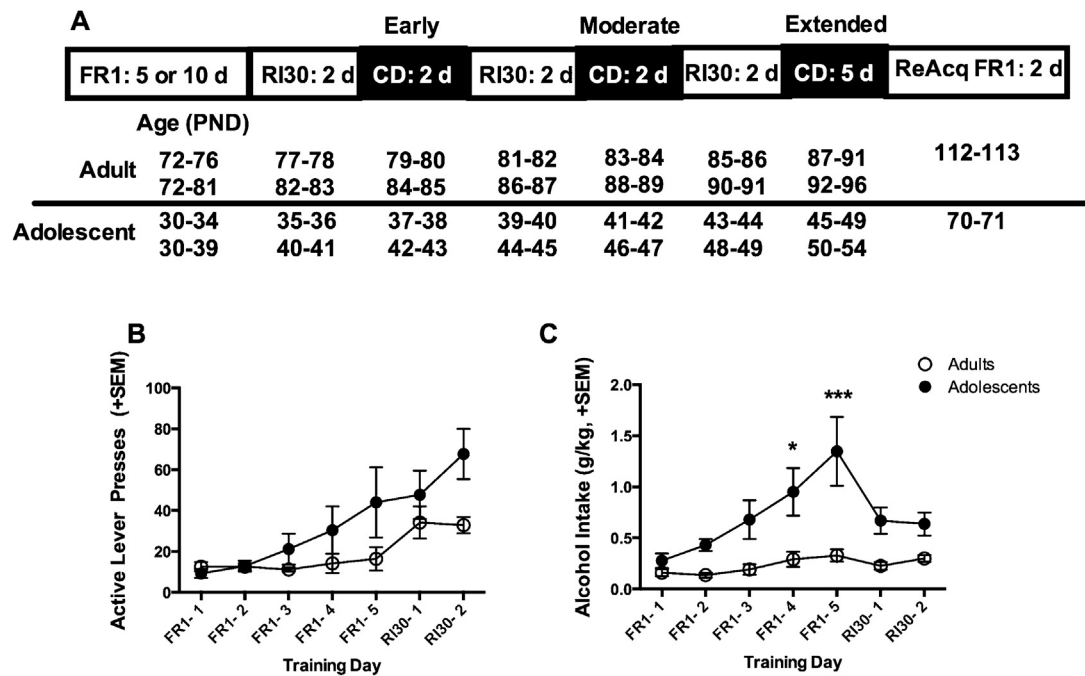 A
Early Moderate Extended
FR1: 5 or 10 d RI30: 2 d CD: 2 d RI30: 2 d CD: 2 d RI30: 2 d CD: 5 d ReAcq FR1: 2 d
Age (PND)
Adult 72-76 77-78 79-80 81-82 83-84 85-86 87-91 112-113
72-81 82-83 84-85 86-87 88-89 90-91 92-96
Adolescent 30-34 35-36 37-38 39-40 41-42 43-44 45-49 70-71
30-39 40-41 42-43 44-45 46-47 48-49 50-54
B
Active Lever Presses (+SEM)
100
80
60
40
20
0
FR1- 1 FR1- 2 FR1- 3 FR1- 4 FR1- 5 RI30- 1 RI30- 2
Training Day
C
Adults
Adolescents
Alcohol Intake (g/kg, +SEM)
2.0
1.5
1.0
0.5
0.0
* ***
FR1- 1 FR1- 2 FR1- 3 FR1- 4 FR1- 5 RI30- 1 RI30- 2
Training Day